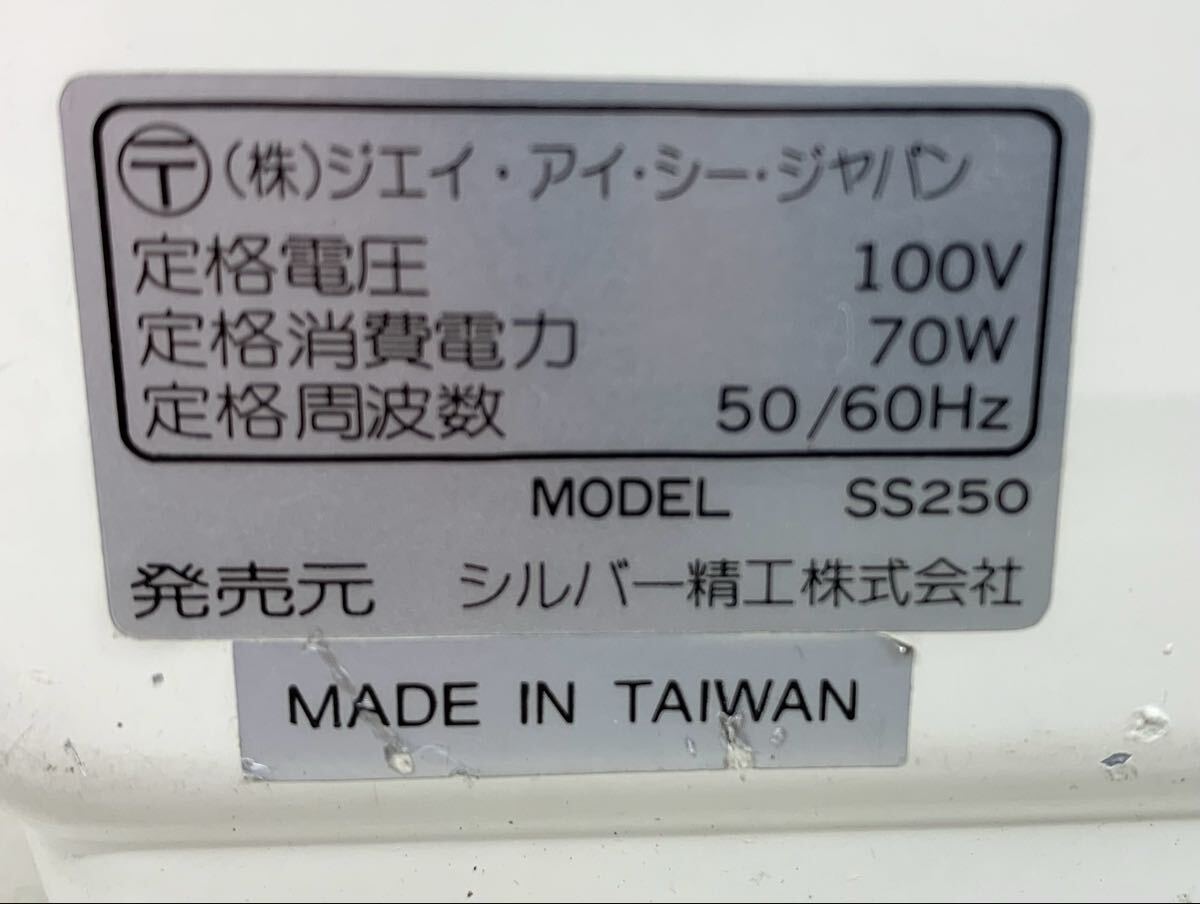 〒(株)ジエイ・アイ・シー・ジャパン
定格電圧 100V
定格消費電力 70W
定格周波数 50/60Hz
MODEL SS250
発売元 シルバー精工株式会社
MADE IN TAIWAN